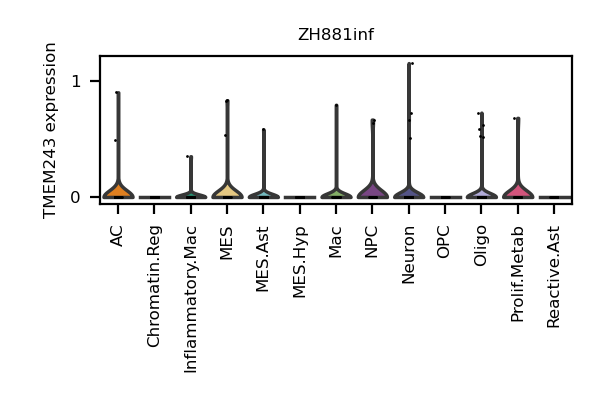 ZH881inf
TMEM243 expression
1
0
AC
Chromatin.Reg
Inflammatory.Mac
MES
MES.Ast
MES.Hyp
Mac
NPC
Neuron
OPC
Oligo
Prolif.Metab
Reactive.Ast